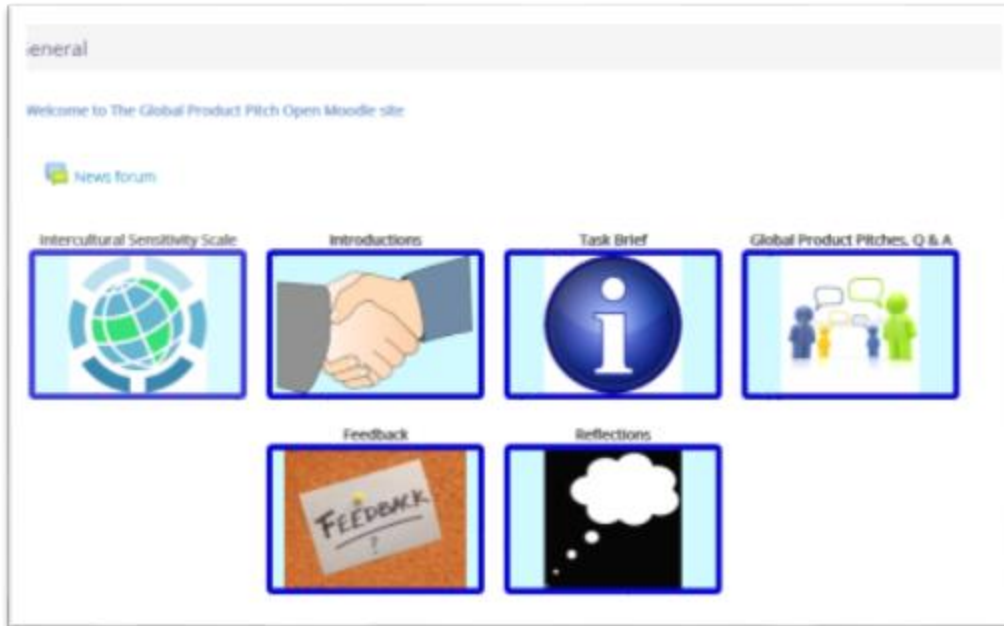 General
Welcome to The Global Product Pitch Open Moodle site
News forum
Intercultural Sensitivity Scale
Introductions
Task Brief
Global Product Pitches, Q & A
i
Feedback
Reflections
FEEDBACK
?